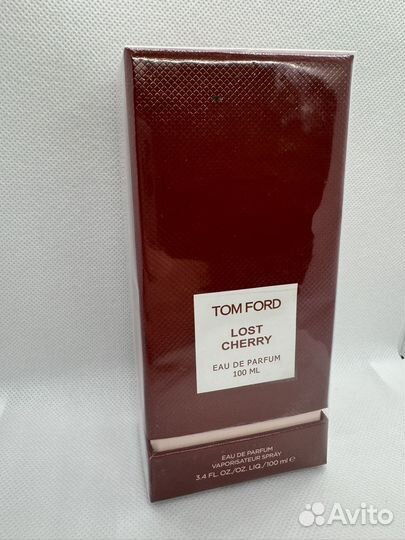 TOM FORD
LOST
CHERRY
EAU DE PARFUM
100 ML
EAU DE PARFUM
VAPORISATEUR SPRAY
3.4 FL. OZ./OZ. LIQ./100 ml ℮
Avito